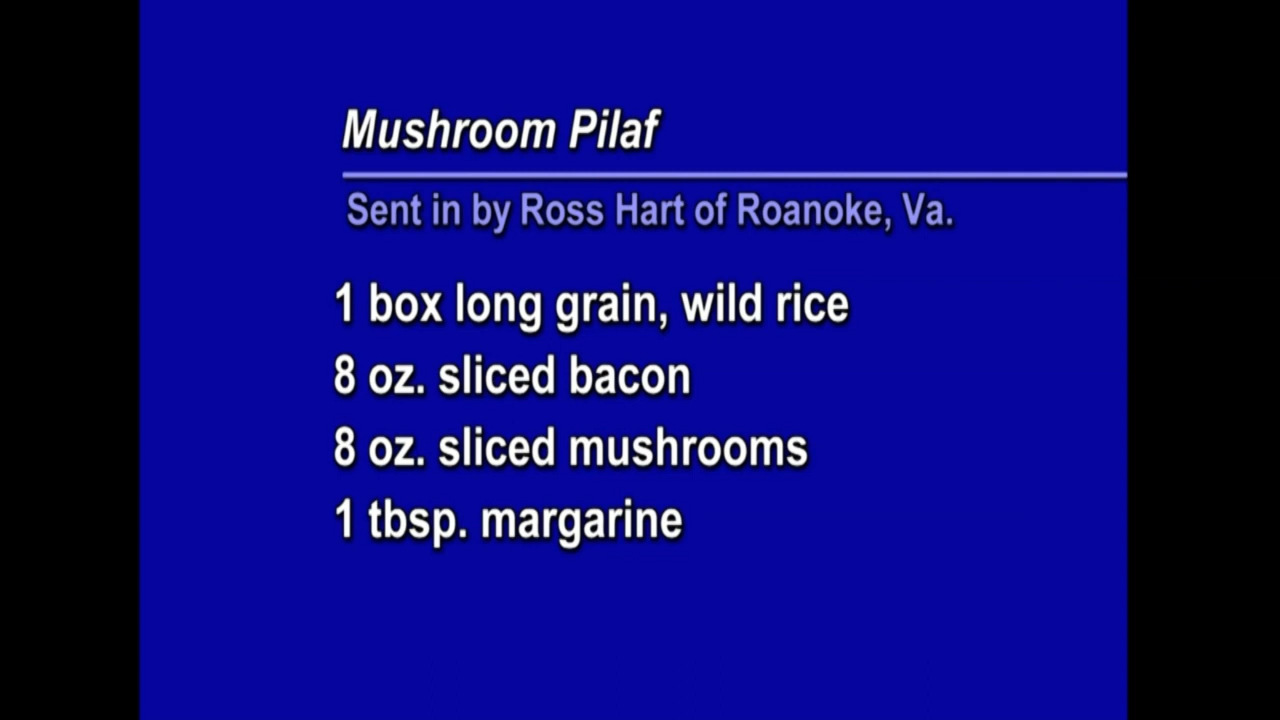 Mushroom Pilaf
Sent in by Ross Hart of Roanoke, Va.
1 box long grain, wild rice
8 oz. sliced bacon
8 oz. sliced mushrooms
1 tbsp. margarine